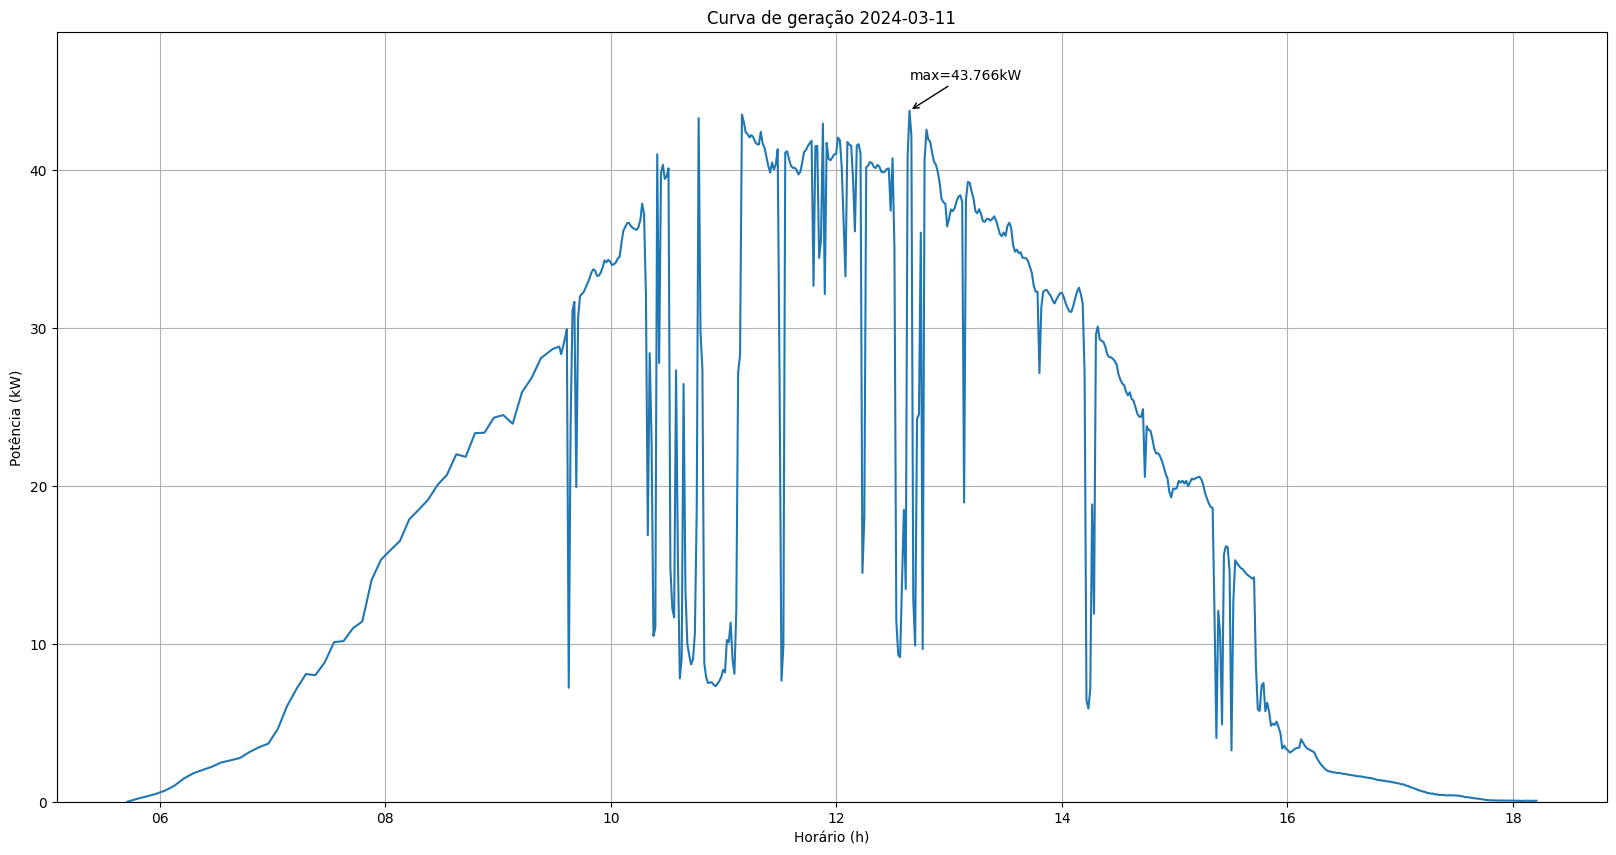 Curva de geração 2024-03-11
max=43.766kW
Potência (kW)
40
30
20
10
0
06 08 10 12 14 16 18
Horário (h)